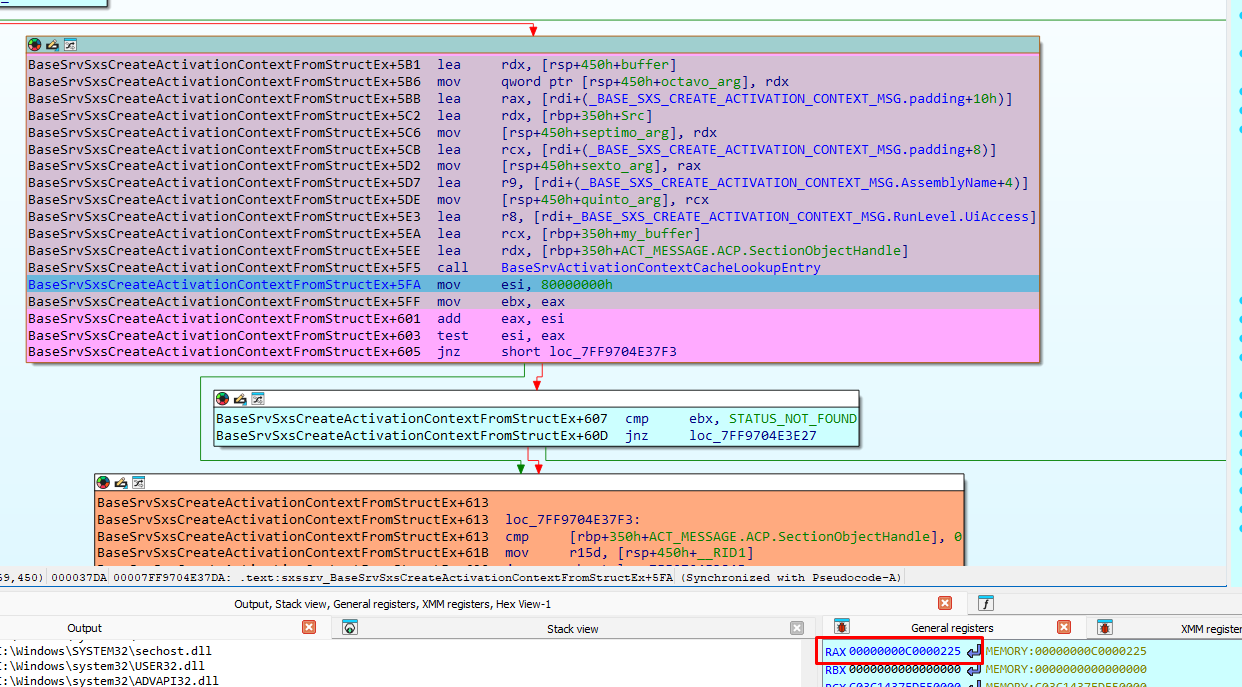 BaseSrvSxsCreateActivationContextFromStructEx+5B1 lea rdx, [rsp+450h+buffer]
BaseSrvSxsCreateActivationContextFromStructEx+5B6 mov qword ptr [rsp+450h+octavo_arg], rdx
BaseSrvSxsCreateActivationContextFromStructEx+5BB lea rax, [rdi+(_BASE_SXS_CREATE_ACTIVATION_CONTEXT_MSG.padding+10h)]
BaseSrvSxsCreateActivationContextFromStructEx+5C2 lea rdx, [rbp+350h+Src]
BaseSrvSxsCreateActivationContextFromStructEx+5C6 mov [rsp+450h+septimo_arg], rdx
BaseSrvSxsCreateActivationContextFromStructEx+5CB lea rcx, [rdi+(_BASE_SXS_CREATE_ACTIVATION_CONTEXT_MSG.padding+8)]
BaseSrvSxsCreateActivationContextFromStructEx+5D2 mov [rsp+450h+sexto_arg], rax
BaseSrvSxsCreateActivationContextFromStructEx+5D7 lea r9, [rdi+(_BASE_SXS_CREATE_ACTIVATION_CONTEXT_MSG.AssemblyName+4)]
BaseSrvSxsCreateActivationContextFromStructEx+5DE mov [rsp+450h+quinto_arg], rcx
BaseSrvSxsCreateActivationContextFromStructEx+5E3 lea r8, [rdi+_BASE_SXS_CREATE_ACTIVATION_CONTEXT_MSG.RunLevel.UiAccess]
BaseSrvSxsCreateActivationContextFromStructEx+5EA lea rcx, [rbp+350h+my_buffer]
BaseSrvSxsCreateActivationContextFromStructEx+5EE lea rdx, [rbp+350h+ACT_MESSAGE.ACP.SectionObjectHandle]
BaseSrvSxsCreateActivationContextFromStructEx+5F5 call BaseSrvActivationContextCacheLookupEntry
BaseSrvSxsCreateActivationContextFromStructEx+5FA mov esi, 80000000h
BaseSrvSxsCreateActivationContextFromStructEx+5FF mov ebx, eax
BaseSrvSxsCreateActivationContextFromStructEx+601 add eax, esi
BaseSrvSxsCreateActivationContextFromStructEx+603 test esi, eax
BaseSrvSxsCreateActivationContextFromStructEx+605 jnz short loc_7FF9704E37F3
BaseSrvSxsCreateActivationContextFromStructEx+607 cmp ebx, STATUS_NOT_FOUND
BaseSrvSxsCreateActivationContextFromStructEx+60D jnz loc_7FF9704E3E27
BaseSrvSxsCreateActivationContextFromStructEx+613
BaseSrvSxsCreateActivationContextFromStructEx+613 loc_7FF9704E37F3:
BaseSrvSxsCreateActivationContextFromStructEx+613 cmp [rbp+350h+ACT_MESSAGE.ACP.SectionObjectHandle], 0
BaseSrvSxsCreateActivationContextFromStructEx+61B mov r15d, [rsp+450h+__RID1]
59,450) 000037DA 00007FF9704E37DA: .text:sxssrv_BaseSrvSxsCreateActivationContextFromStructEx+5FA (Synchronized with Pseudocode-A)
Output, Stack view, General registers, XMM registers, Hex View-1
Output Stack view General registers XMM register
:\Windows\SYSTEM32\sechost.dll
:\Windows\System32\USER32.dll
:\Windows\system32\ADVAPI32.dll
RAX 00000000C0000225 MEMORY:00000000C0000225
RBX 0000000000000000 MEMORY:0000000000000000